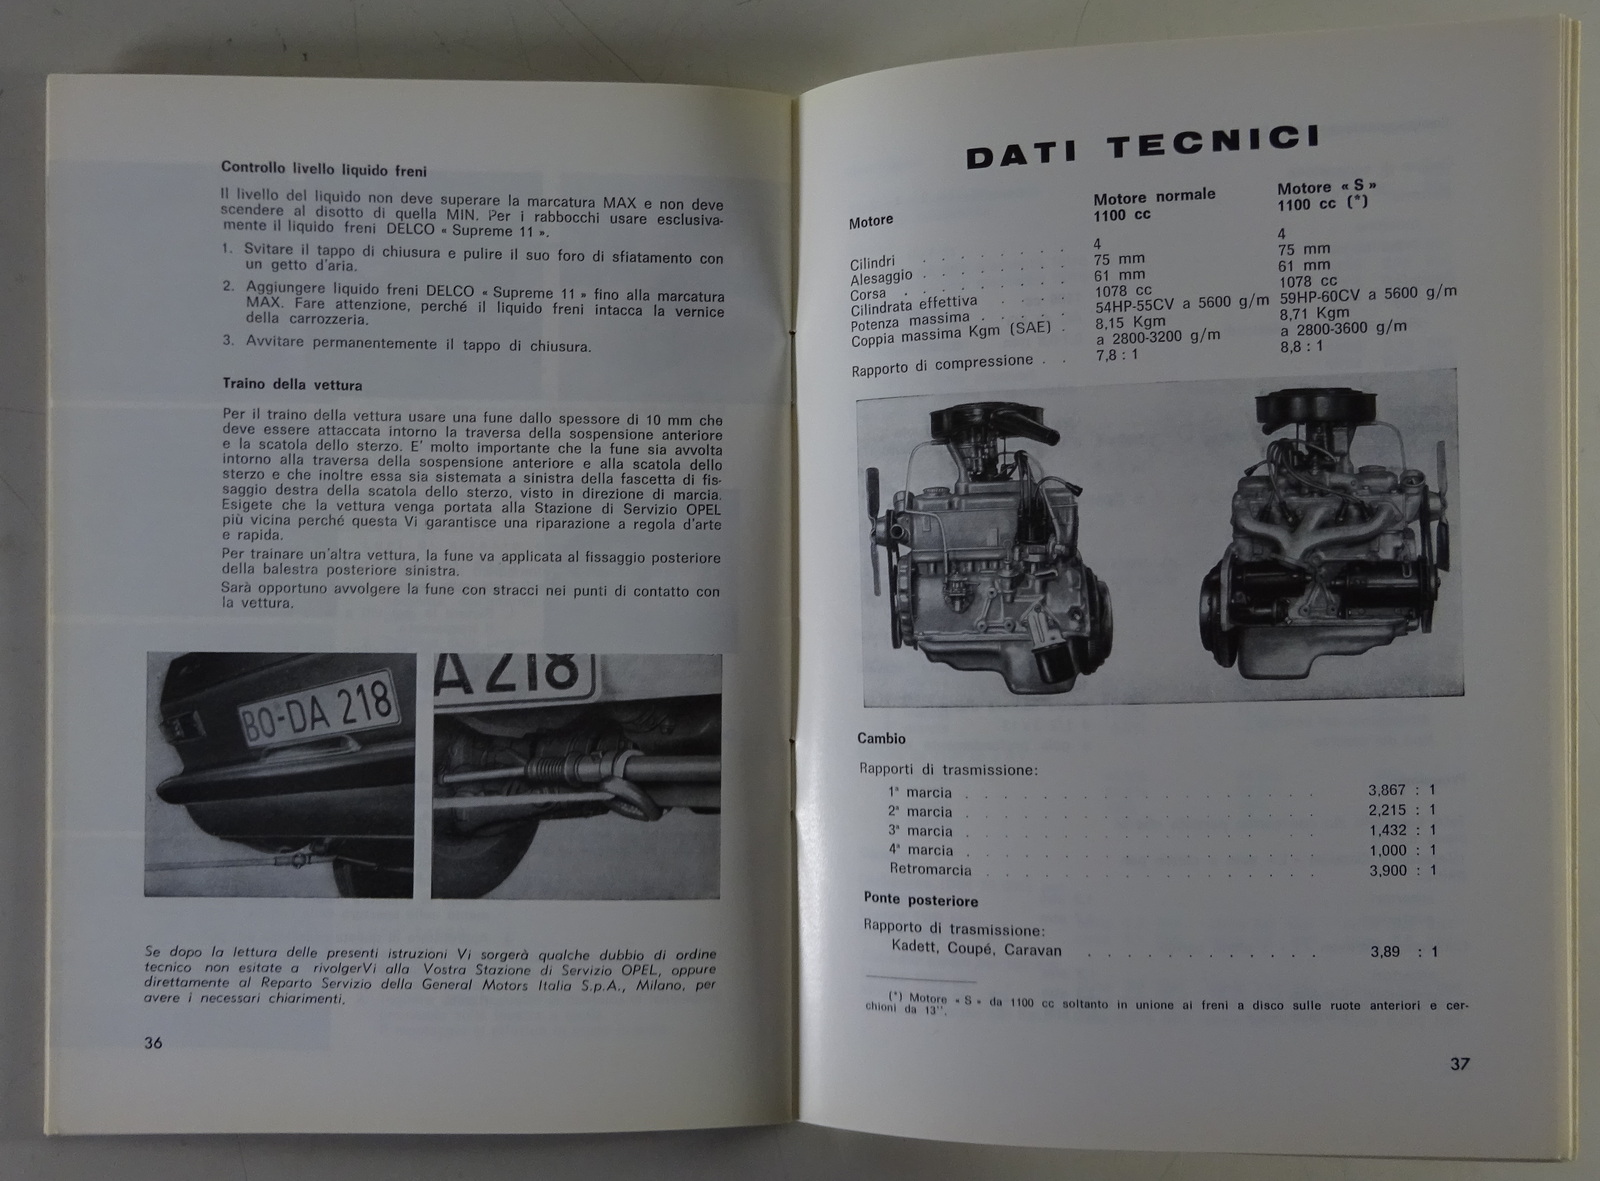 Controllo livello liquido freni
Il livello del liquido non deve superare la marcatura MAX e non deve
scendere al disotto di quella MIN. Per i rabbocchi usare esclusiva-
mente il liquido freni DELCO « Supreme 11 ».
1. Svitare il tappo di chiusura e pulire il suo foro di sfiatamento con
un getto d'aria.
2. Aggiungere liquido freni DELCO « Supreme 11 » fino alla marcatura
MAX. Fare attenzione, perché il liquido freni intacca la vernice
della carrozzeria.
3. Avvitare permanentemente il tappo di chiusura.
Traino della vettura
Per il traino della vettura usare una fune dallo spessore di 10 mm che
deve essere attaccata intorno la traversa della sospensione anteriore
e la scatola dello sterzo. E' molto importante che la fune sia avvolta
intorno alla traversa della sospensione anteriore e alla scatola dello
sterzo e che inoltre essa sia sistemata a sinistra della fascetta di fis-
saggio destra della scatola dello sterzo, visto in direzione di marcia.
Esigete che la vettura venga portata alla Stazione di Servizio OPEL
più vicina perché questa Vi garantisce una riparazione a regola d'arte
e rapida.
Per trainare un'altra vettura, la fune va applicata al fissaggio posteriore
della balestra posteriore sinistra.
Sarà opportuno avvolgere la fune con stracci nei punti di contatto con
la vettura.
BO-DA 218
A 218
Se dopo la lettura delle presenti istruzioni Vi sorgerà qualche dubbio di ordine
tecnico non esitate a rivolgerVi alla Vostra Stazione di Servizio OPEL, oppure
direttamente al Reparto Servizio della General Motors Italia S.p.A., Milano, per
avere i necessari chiarimenti.
36
DATI TECNICI
Motore Motore normale 1100 cc Motore « S » 1100 cc (*)
Cilindri . . . . . . . 4 4
Alesaggio . . . . . . . 75 mm 75 mm
Corsa . . . . . . . 61 mm 61 mm
Cilindrata effettiva . . . . 1078 cc 1078 cc
Potenza massima . . . . . 54HP-55CV a 5600 g/m 59HP-60CV a 5600 g/m
Coppia massima Kgm (SAE) . 8,15 Kgm 8,71 Kgm
a 2800-3200 g/m a 2800-3600 g/m
Rapporto di compressione . . 7,8 : 1 8,8 : 1
Cambio
Rapporti di trasmissione:
1ª marcia . . . . . . . . . . . . . . 3,867 : 1
2ª marcia . . . . . . . . . . . . . . 2,215 : 1
3ª marcia . . . . . . . . . . . . . . 1,432 : 1
4ª marcia . . . . . . . . . . . . . . 1,000 : 1
Retromarcia . . . . . . . . . . . . . 3,900 : 1
Ponte posteriore
Rapporto di trasmissione:
Kadett, Coupé, Caravan . . . . . . . . . . 3,89 : 1
(*) Motore « S » da 1100 cc soltanto in unione ai freni a disco sulle ruote anteriori e cer-
chioni da 13".
37